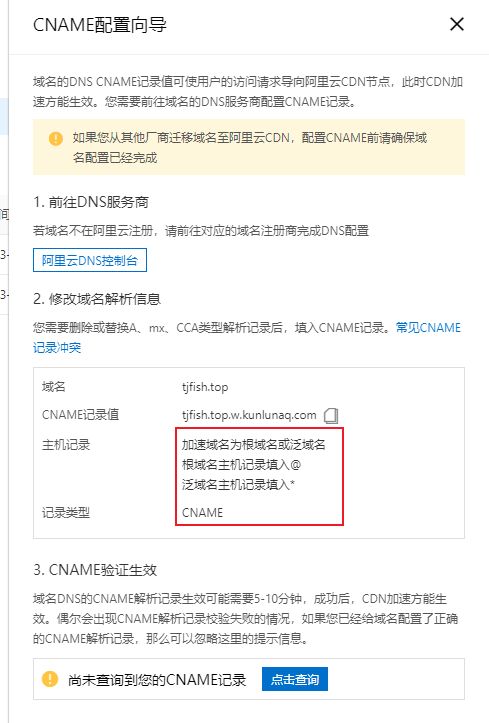 CNAME配置向导
域名的DNS CNAME记录值可使用户的访问请求导向阿里云CDN节点，此时CDN加
速方能生效。您需要前往域名的DNS服务商配置CNAME记录。
如果您从其他厂商迁移域名至阿里云CDN，配置CNAME前请确保域
名配置已经完成
1. 前往DNS服务商
若域名不在阿里云注册，请前往对应的域名注册商完成DNS配置
阿里云DNS控制台
2. 修改域名解析信息
您需要删除或替换A、mx、CCA类型解析记录后，填入CNAME记录。常见CNAME
记录冲突
域名 tjfish.top
CNAME记录值 tjfish.top.w.kunlunaq.com
主机记录 加速域名为根域名或泛域名
根域名主机记录填入@
泛域名主机记录填入*
记录类型 CNAME
3. CNAME验证生效
域名DNS的CNAME解析记录生效可能需要5-10分钟，成功后，CDN加速方能生
效。偶尔会出现CNAME解析记录校验失败的情况，如果您已经给域名配置了正确
的CNAME解析记录，那么可以忽略这里的提示信息。
尚未查询到您的CNAME记录 点击查询
间
3-
3-